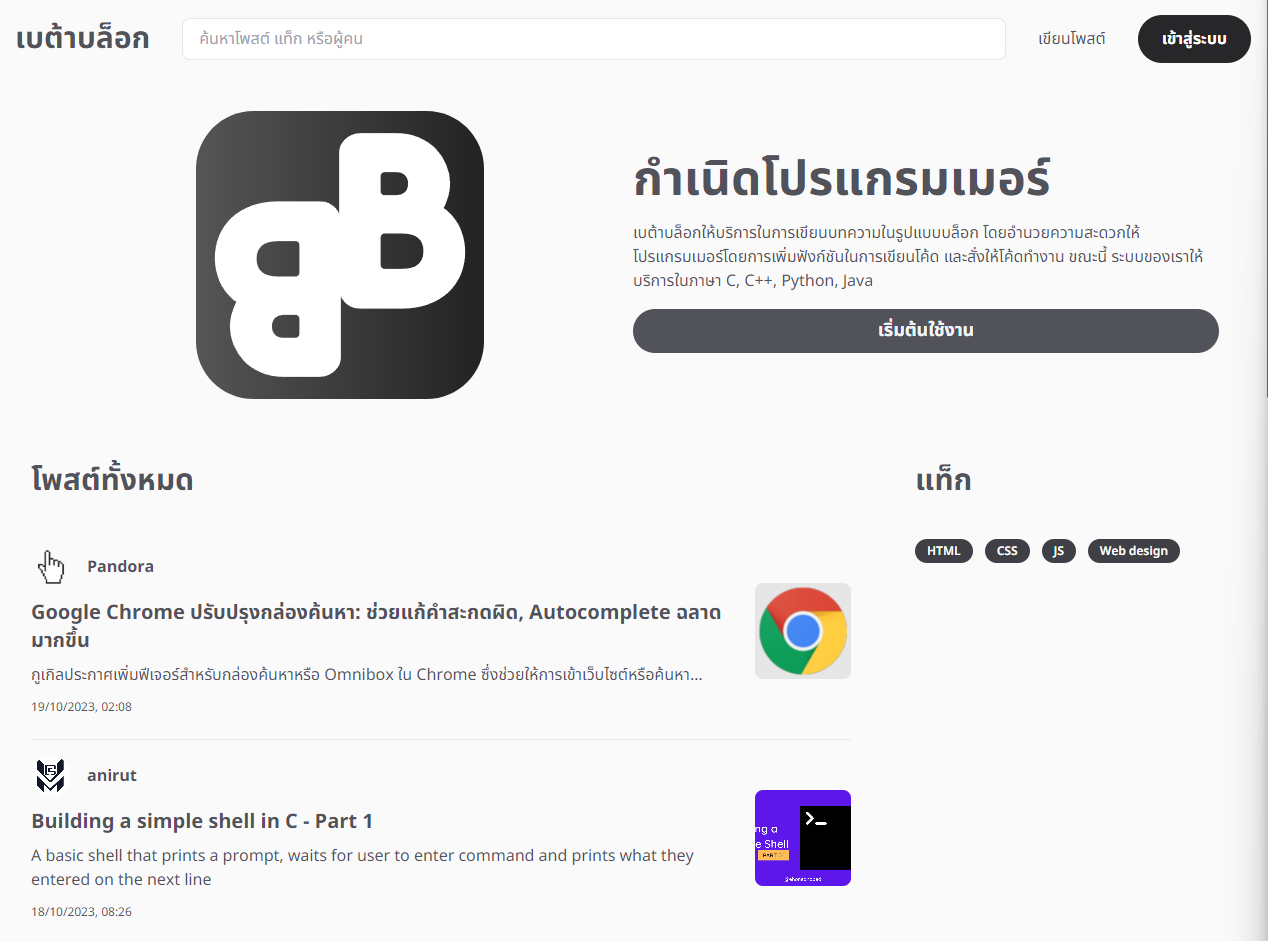 เบต้าบล็อก
ค้นหาโพสต์ แท็ก หรือผู้คน
เขียนโพสต์
เข้าสู่ระบบ
BB
กำเนิดโปรแกรมเมอร์
เบต้าบล็อกให้บริการในการเขียนบทความในรูปแบบบล็อก โดยอำนวยความสะดวกให้
โปรแกรมเมอร์โดยการเพิ่มฟังก์ชันในการเขียนโค้ด และสั่งให้โค้ดทำงาน ขณะนี้ ระบบของเราให้
บริการในภาษา C, C++, Python, Java
เริ่มต้นใช้งาน
โพสต์ทั้งหมด
แท็ก
HTML CSS JS Web design
Pandora
Google Chrome ปรับปรุงกล่องค้นหา: ช่วยแก้คำสะกดผิด, Autocomplete ฉลาด
มากขึ้น
กูเกิลประกาศเพิ่มฟีเจอร์สำหรับกล่องค้นหาหรือ Omnibox ใน Chrome ซึ่งช่วยให้การเข้าเว็บไซต์หรือค้นหา...
19/10/2023, 02:08
anirut
Building a simple shell in C - Part 1
A basic shell that prints a prompt, waits for user to enter command and prints what they
entered on the next line
18/10/2023, 08:26
ng a
e Shell
PART